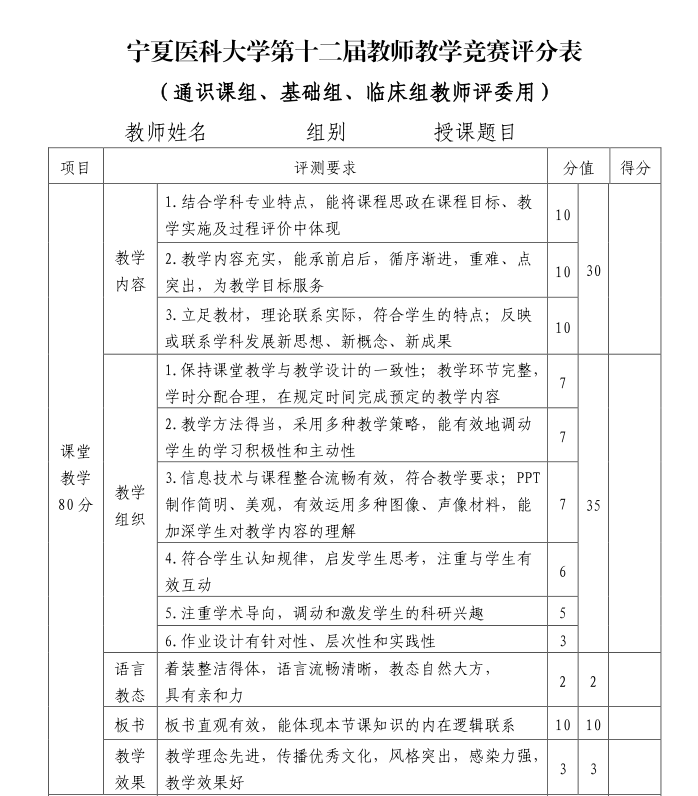 宁夏医科大学第十二届教师教学竞赛评分表
（通识课组、基础组、临床组教师评委用）
教师姓名 组别 授课题目
项目 评测要求 分值 得分
课堂
教学
80分
教学
内容
1.结合学科专业特点，能将课程思政在课程目标、教
学实施及过程评价中体现
10
2.教学内容充实，能承前启后，循序渐进，重难、点
突出，为教学目标服务
10
3.立足教材，理论联系实际，符合学生的特点；反映
或联系学科发展新思想、新概念、新成果
10
30
教学
组织
1.保持课堂教学与教学设计的一致性；教学环节完整，
学时分配合理，在规定时间完成预定的教学内容
7
2.教学方法得当，采用多种教学策略，能有效地调动
学生的学习积极性和主动性
7
3.信息技术与课程整合流畅有效，符合教学要求；PPT
制作简明、美观，有效运用多种图像、声像材料，能
加深学生对教学内容的理解
7
4.符合学生认知规律，启发学生思考，注重与学生有
效互动
6
5.注重学术导向，调动和激发学生的科研兴趣
5
6.作业设计有针对性、层次性和实践性
3
35
语言
教态
着装整洁得体，语言流畅清晰，教态自然大方，
具有亲和力
2 2
板书 板书直观有效，能体现本节课知识的内在逻辑联系 10 10
教学
效果
教学理念先进，传播优秀文化，风格突出，感染力强，
教学效果好
3 3